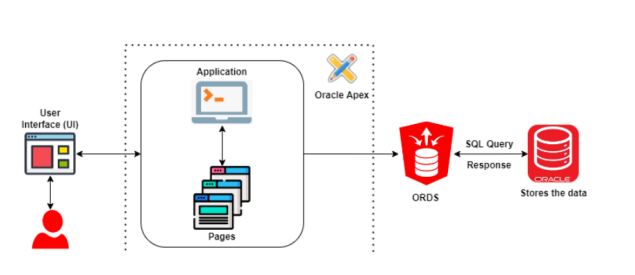 Application
Oracle Apex
User
Interface (UI)
SQL Query
Response
ORDS
ORACLE
Stores the data
Pages